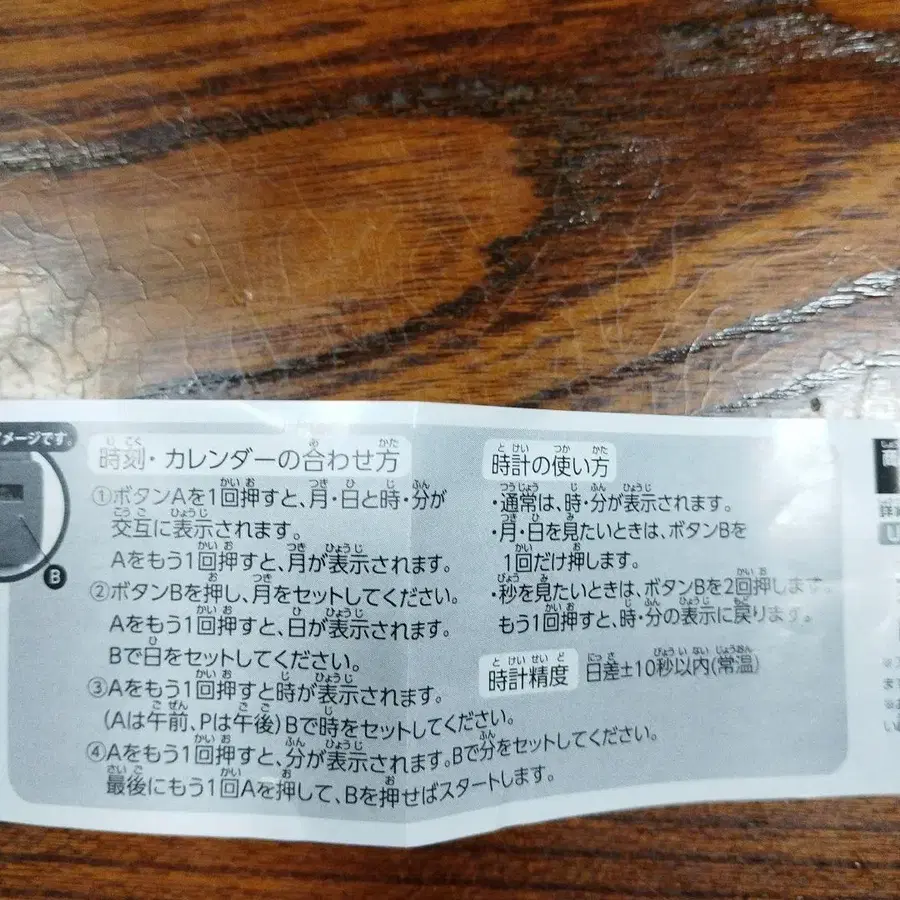 メージです。
B
時刻・カレンダーの合わせ方
①ボタンAを1回押すと、月・日と時・分が
交互に表示されます。
Aをもう1回押すと、月が表示されます。
②ボタンBを押し、月をセットしてください。
Aをもう1回押すと、日が表示されます。
Bで日をセットしてください。
③Aをもう1回押すと時が表示されます。
(Aは午前、Pは午後)Bで時をセットしてください。
④Aをもう1回押すと、分が表示されます。Bで分をセットしてください。
最後にもう1回Aを押して、Bを押せばスタートします。
時計の使い方
・通常は、時・分が表示されます。
・月・日を見たいときは、ボタンBを
1回だけ押します。
・秒を見たいときは、ボタンBを2回押します。
もう1回押すと、時・分の表示に戻ります。
時計精度 日差±10秒以内(常温)